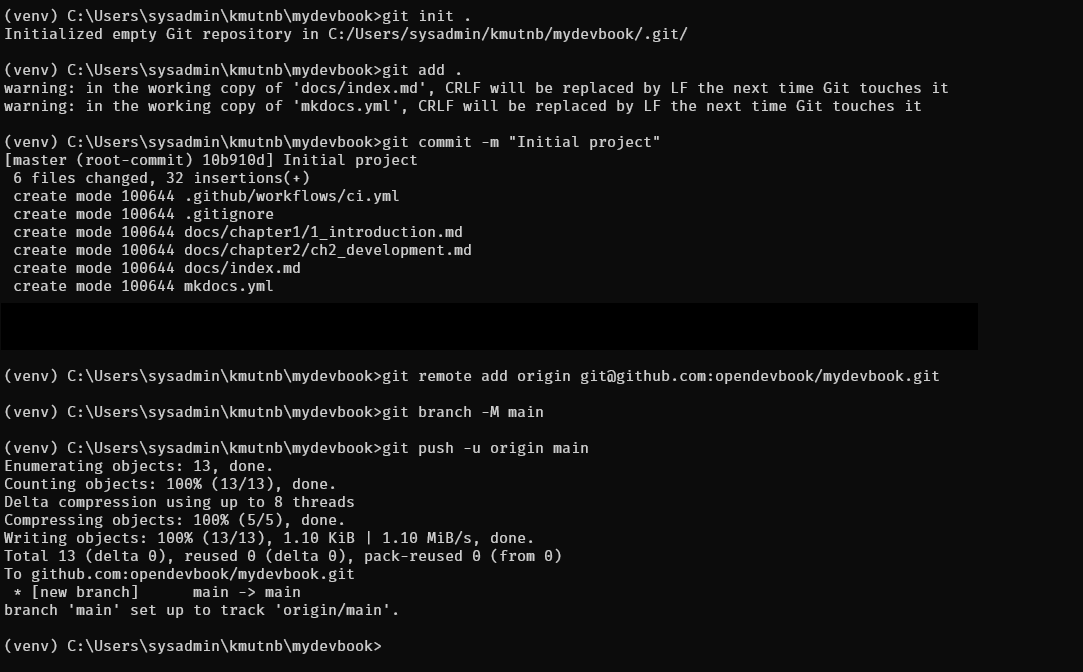 (venv) C:\Users\sysadmin\kmutnb\mydevbook>git init .
Initialized empty Git repository in C:/Users/sysadmin/kmutnb/mydevbook/.git/
(venv) C:\Users\sysadmin\kmutnb\mydevbook>git add .
warning: in the working copy of 'docs/index.md', CRLF will be replaced by LF the next time Git touches it
warning: in the working copy of 'mkdocs.yml', CRLF will be replaced by LF the next time Git touches it
(venv) C:\Users\sysadmin\kmutnb\mydevbook>git commit -m "Initial project"
[master (root-commit) 10b910d] Initial project
 6 files changed, 32 insertions(+)
 create mode 100644 .github/workflows/ci.yml
 create mode 100644 .gitignore
 create mode 100644 docs/chapter1/1_introduction.md
 create mode 100644 docs/chapter2/ch2_development.md
 create mode 100644 docs/index.md
 create mode 100644 mkdocs.yml
(venv) C:\Users\sysadmin\kmutnb\mydevbook>git remote add origin git@github.com:opendevbook/mydevbook.git
(venv) C:\Users\sysadmin\kmutnb\mydevbook>git branch -M main
(venv) C:\Users\sysadmin\kmutnb\mydevbook>git push -u origin main
Enumerating objects: 13, done.
Counting objects: 100% (13/13), done.
Delta compression using up to 8 threads
Compressing objects: 100% (5/5), done.
Writing objects: 100% (13/13), 1.10 KiB | 1.10 MiB/s, done.
Total 13 (delta 0), reused 0 (delta 0), pack-reused 0 (from 0)
To github.com:opendevbook/mydevbook.git
 * [new branch]      main -> main
branch 'main' set up to track 'origin/main'.
(venv) C:\Users\sysadmin\kmutnb\mydevbook>